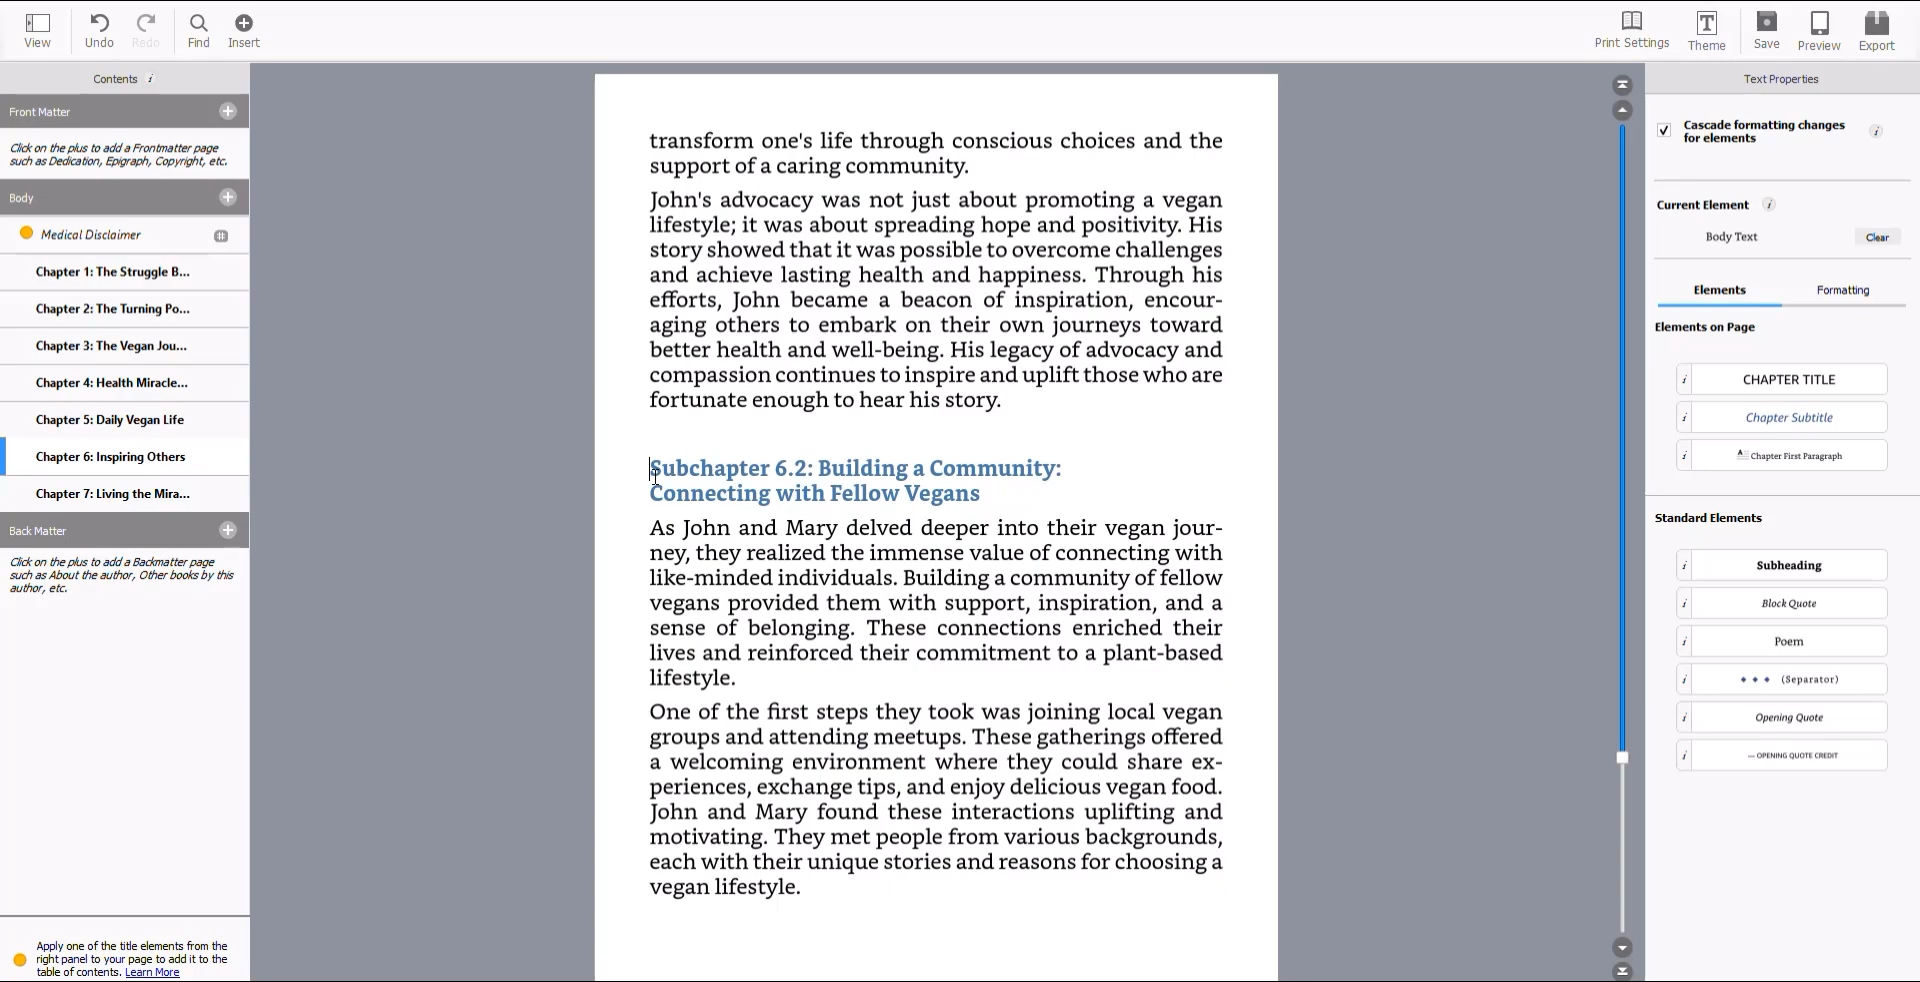 View
Undo
Redo
Find
Insert
Print Settings
Theme
Save
Preview
Export
Contents i
Front Matter
Click on the plus to add a Frontmatter page
such as Dedication, Epigraph, Copyright, etc.
Body
Medical Disclaimer #
Chapter 1: The Struggle B...
Chapter 2: The Turning Po...
Chapter 3: The Vegan Jou...
Chapter 4: Health Miracle...
Chapter 5: Daily Vegan Life
Chapter 6: Inspiring Others
Chapter 7: Living the Mira...
Back Matter
Click on the plus to add a Backmatter page
such as About the author, Other books by this
author, etc.
Apply one of the title elements from the
right panel to your page to add it to the
table of contents. Learn More
transform one's life through conscious choices and the
support of a caring community.
John's advocacy was not just about promoting a vegan
lifestyle; it was about spreading hope and positivity. His
story showed that it was possible to overcome challenges
and achieve lasting health and happiness. Through his
efforts, John became a beacon of inspiration, encour-
aging others to embark on their own journeys toward
better health and well-being. His legacy of advocacy and
compassion continues to inspire and uplift those who are
fortunate enough to hear his story.
Subchapter 6.2: Building a Community:
Connecting with Fellow Vegans
As John and Mary delved deeper into their vegan jour-
ney, they realized the immense value of connecting with
like-minded individuals. Building a community of fellow
vegans provided them with support, inspiration, and a
sense of belonging. These connections enriched their
lives and reinforced their commitment to a plant-based
lifestyle.
One of the first steps they took was joining local vegan
groups and attending meetups. These gatherings offered
a welcoming environment where they could share ex-
periences, exchange tips, and enjoy delicious vegan food.
John and Mary found these interactions uplifting and
motivating. They met people from various backgrounds,
each with their unique stories and reasons for choosing a
vegan lifestyle.
Text Properties
Cascade formatting changes
for elements i
Current Element i
Body Text
Clear
Elements
Formatting
Elements on Page
i CHAPTER TITLE
i Chapter Subtitle
i A Chapter First Paragraph
Standard Elements
i Subheading
i Block Quote
i Poem
i (Separator)
i Opening Quote
i — OPENING QUOTE CREDIT